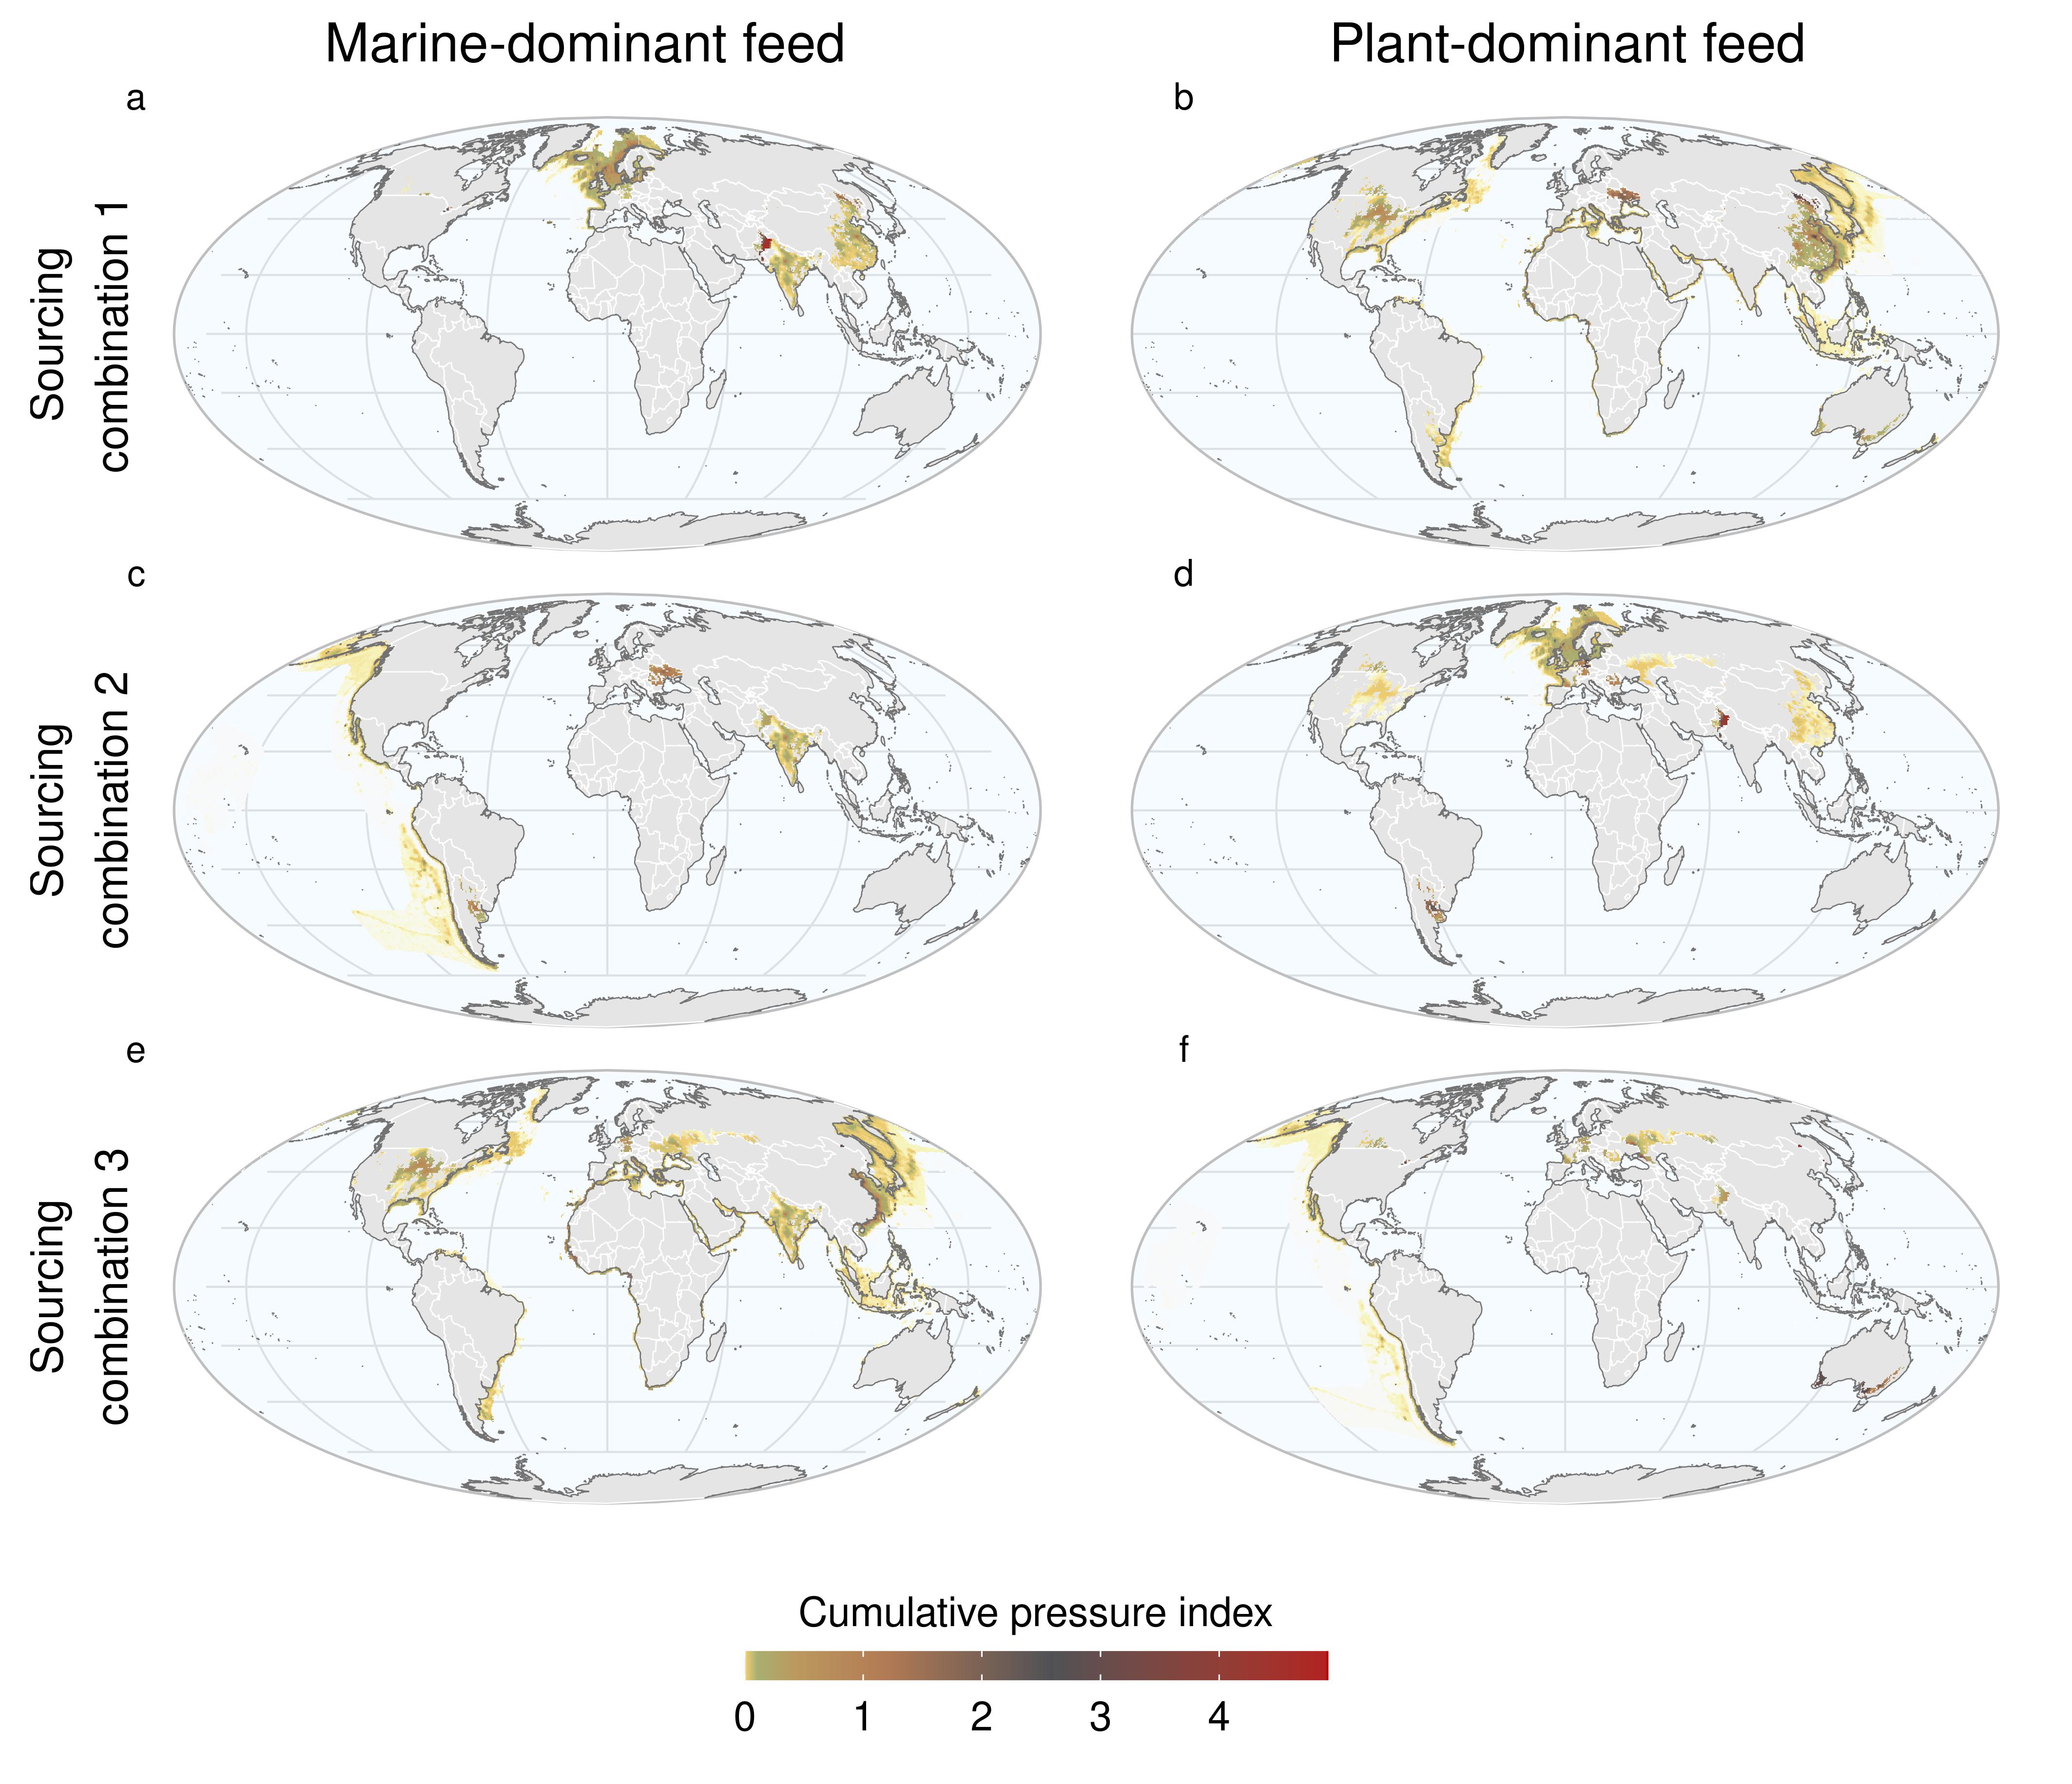 Marine-dominant feed
Plant-dominant feed
a
b
Sourcing
combination 1
c
d
Sourcing
combination 2
e
f
Sourcing
combination 3
Cumulative pressure index
0 1 2 3 4